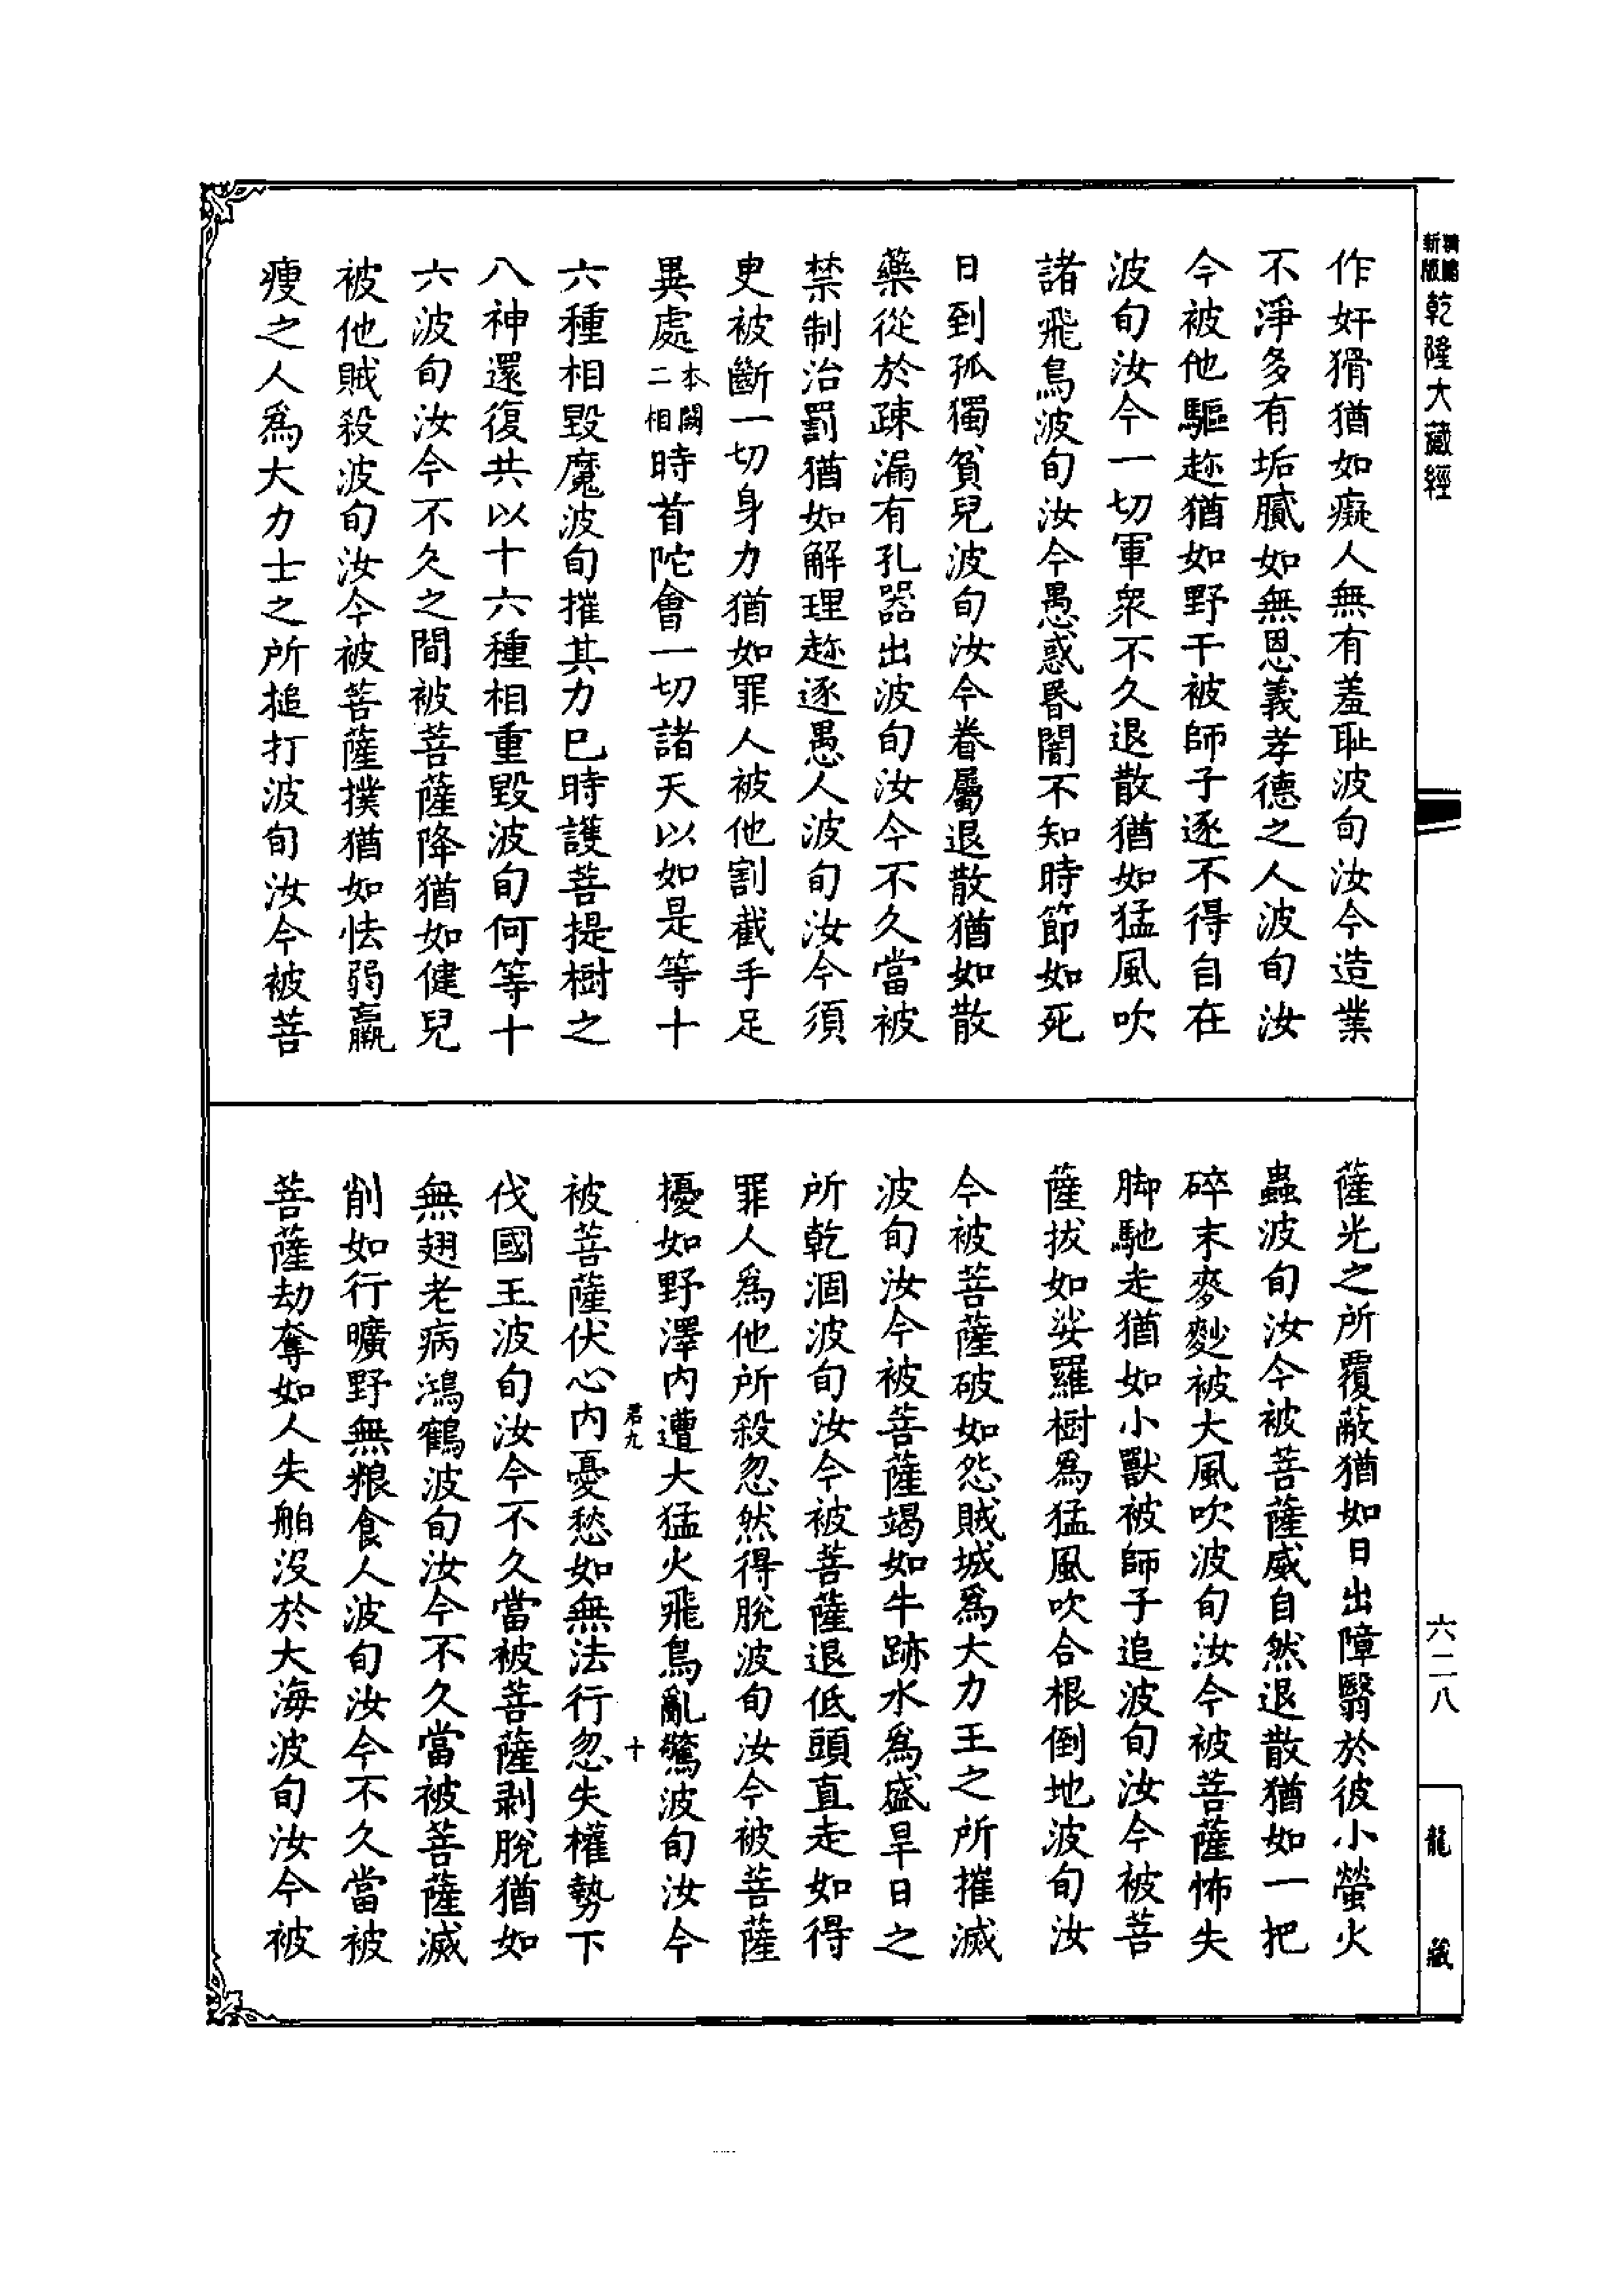 新版 精編 乾隆大藏經
作奸猾猶如癡人無有羞耻波旬汝今造業
不淨多有垢膩如無恩義孝德之人波旬汝
今被他驅趂猶如野干被師子逐不得自在
波旬汝今一切軍衆不久退散猶如猛風吹
諸飛鳥波旬汝今愚惑昬闇不知時節如死
日到孤獨貧兒波旬汝今眷屬退散猶如散
藥從於疎漏有孔器出波旬汝今不久當被
禁制治罰猶如解理趂逐愚人波旬汝今須
臾被斷一切身力猶如罪人被他割截手足
異處本闕二相時首陀會一切諸天以如是等十
六種相毀魔波旬摧其力已時護菩提樹之
八神還復共以十六種相重毀波旬何等十
六波旬汝今不久之間被菩薩降猶如健兒
被他賊殺波旬汝今被菩薩撲猶如怯弱羸
瘦之人爲大力士之所搥打波旬汝今被菩
薩光之所覆蔽猶如日出障翳於彼小螢火
蟲波旬汝今被菩薩威自然退散猶如一把
碎末麥麨被大風吹波旬汝今被菩薩怖失
脚馳走猶如小獸被師子追波旬汝今被菩
薩拔如娑羅樹爲猛風吹合根倒地波旬汝
今被菩薩破如怨賊城爲大力王之所摧滅
波旬汝今被菩薩竭如牛跡水爲盛旱日之
所乾涸波旬汝今被菩薩退低頭直走如得
罪人爲他所殺忽然得脫波旬汝今被菩薩
擾如野澤内遭大猛火飛鳥亂驚波旬汝今
君九 十
被菩薩伏心内憂愁如無法行忽失權勢下
伐國王波旬汝今不久當被菩薩剥脫猶如
無翅老病鴻鶴波旬汝今不久當被菩薩滅
削如行曠野無粮食人波旬汝今不久當被
菩薩劫奪如人失舶没於大海波旬汝今被
六二八
龍藏